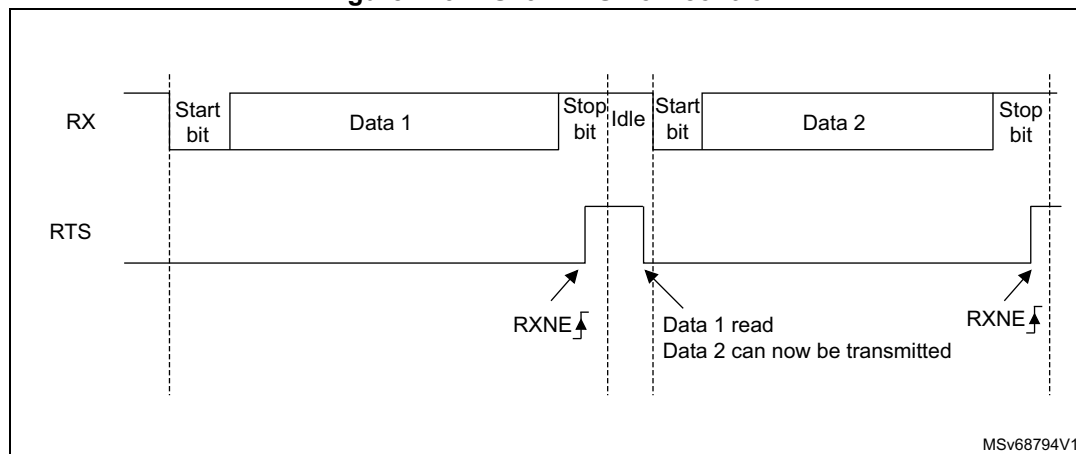 Start bit
Data 1
Stop bit
Idle
Start bit
Data 2
Stop bit
RX
RTS
RXNE
Data 1 read
Data 2 can now be transmitted
RXNE
MSv68794V1